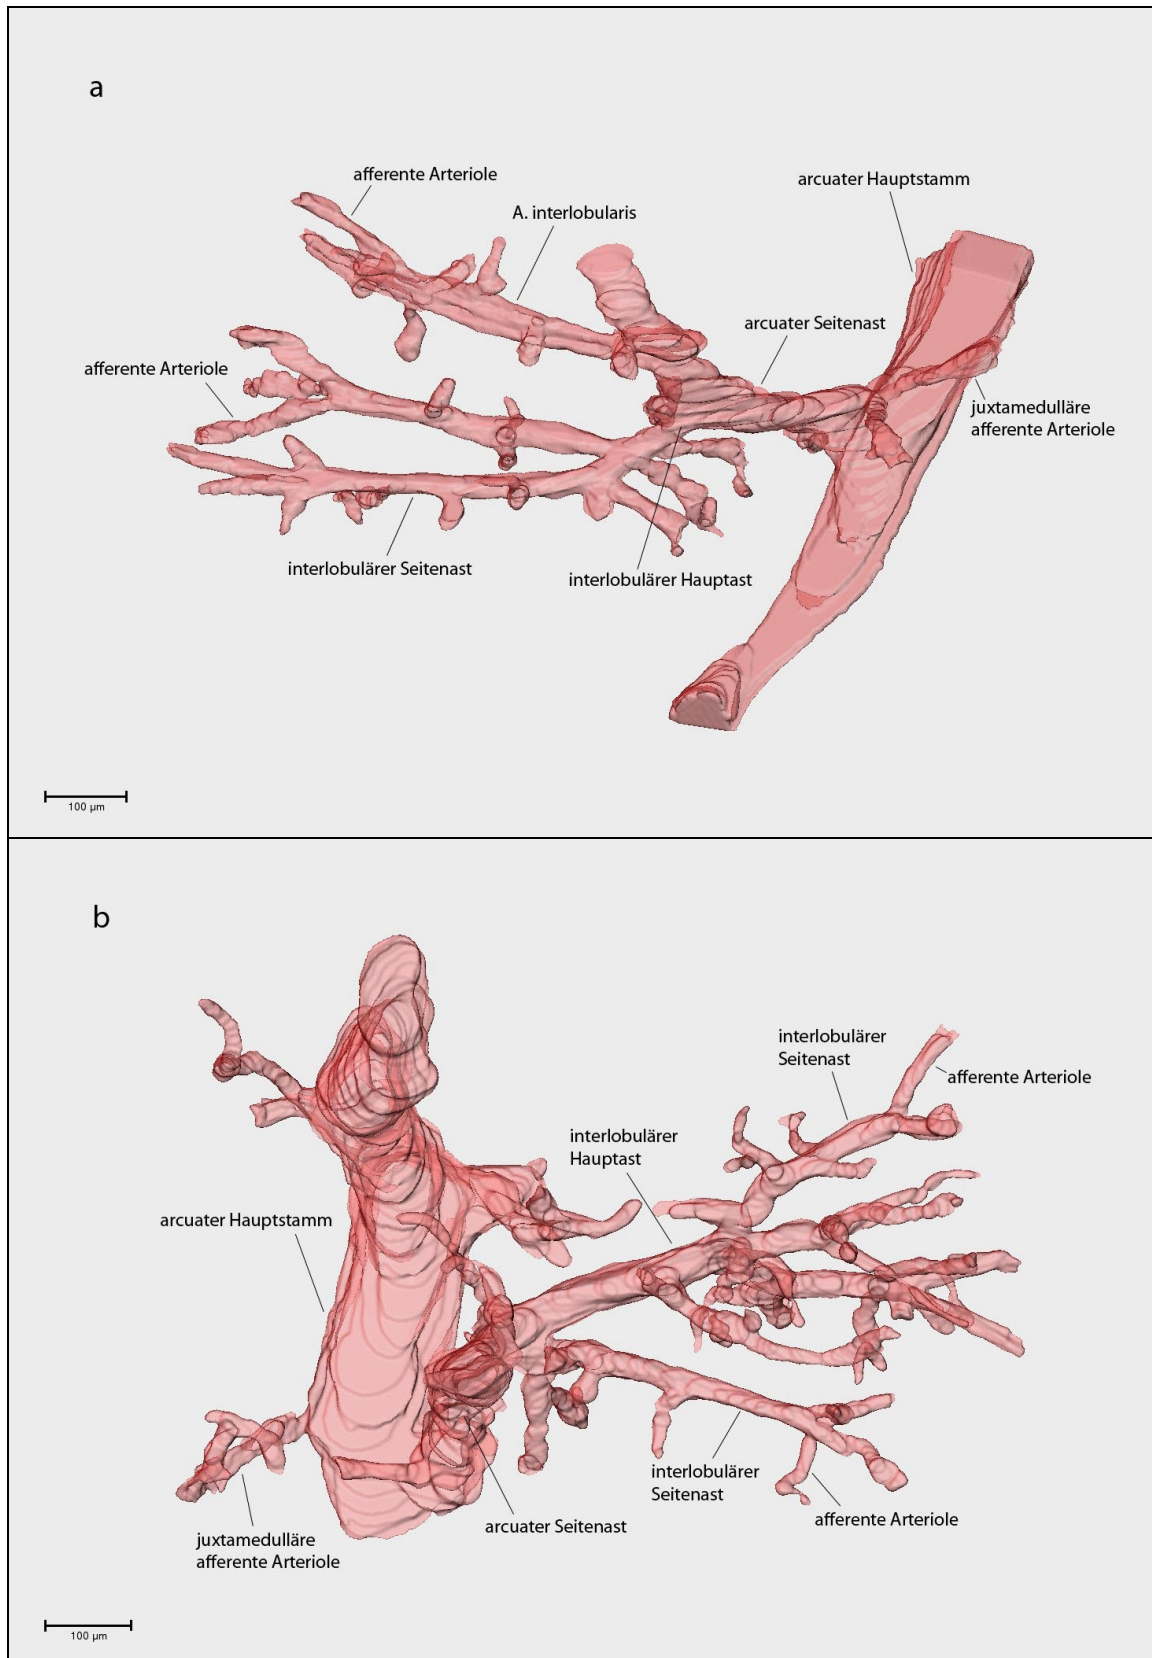 a
afferente Arteriole
arcuater Hauptstamm
A. interlobularis
arcuater Seitenast
afferente Arteriole
juxtamedulläre
afferente Arteriole
interlobulärer Seitenast
interlobulärer Hauptast
100 µm
b
interlobulärer
Seitenast
afferente Arteriole
interlobulärer
Hauptast
arcuater Hauptstamm
interlobulärer
Seitenast
arcuater Seitenast
afferente Arteriole
juxtamedulläre
afferente Arteriole
100 µm